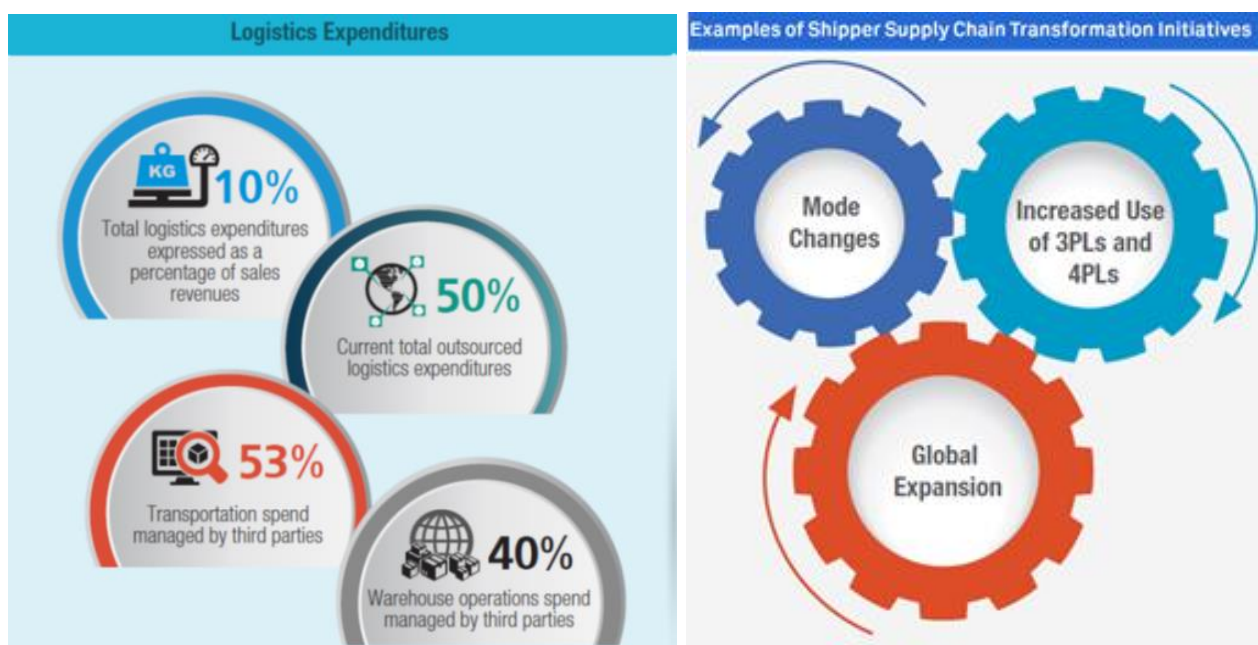 Logistics Expenditures
KG
10%
Total logistics expenditures
expressed as a
percentage of sales
revenues
50%
Current total outsourced
logistics expenditures
53%
Transportation spend
managed by third parties
40%
Warehouse operations spend
managed by third parties
Examples of Shipper Supply Chain Transformation Initiatives
Mode
Changes
Increased Use
of 3PLs and
4PLs
Global
Expansion